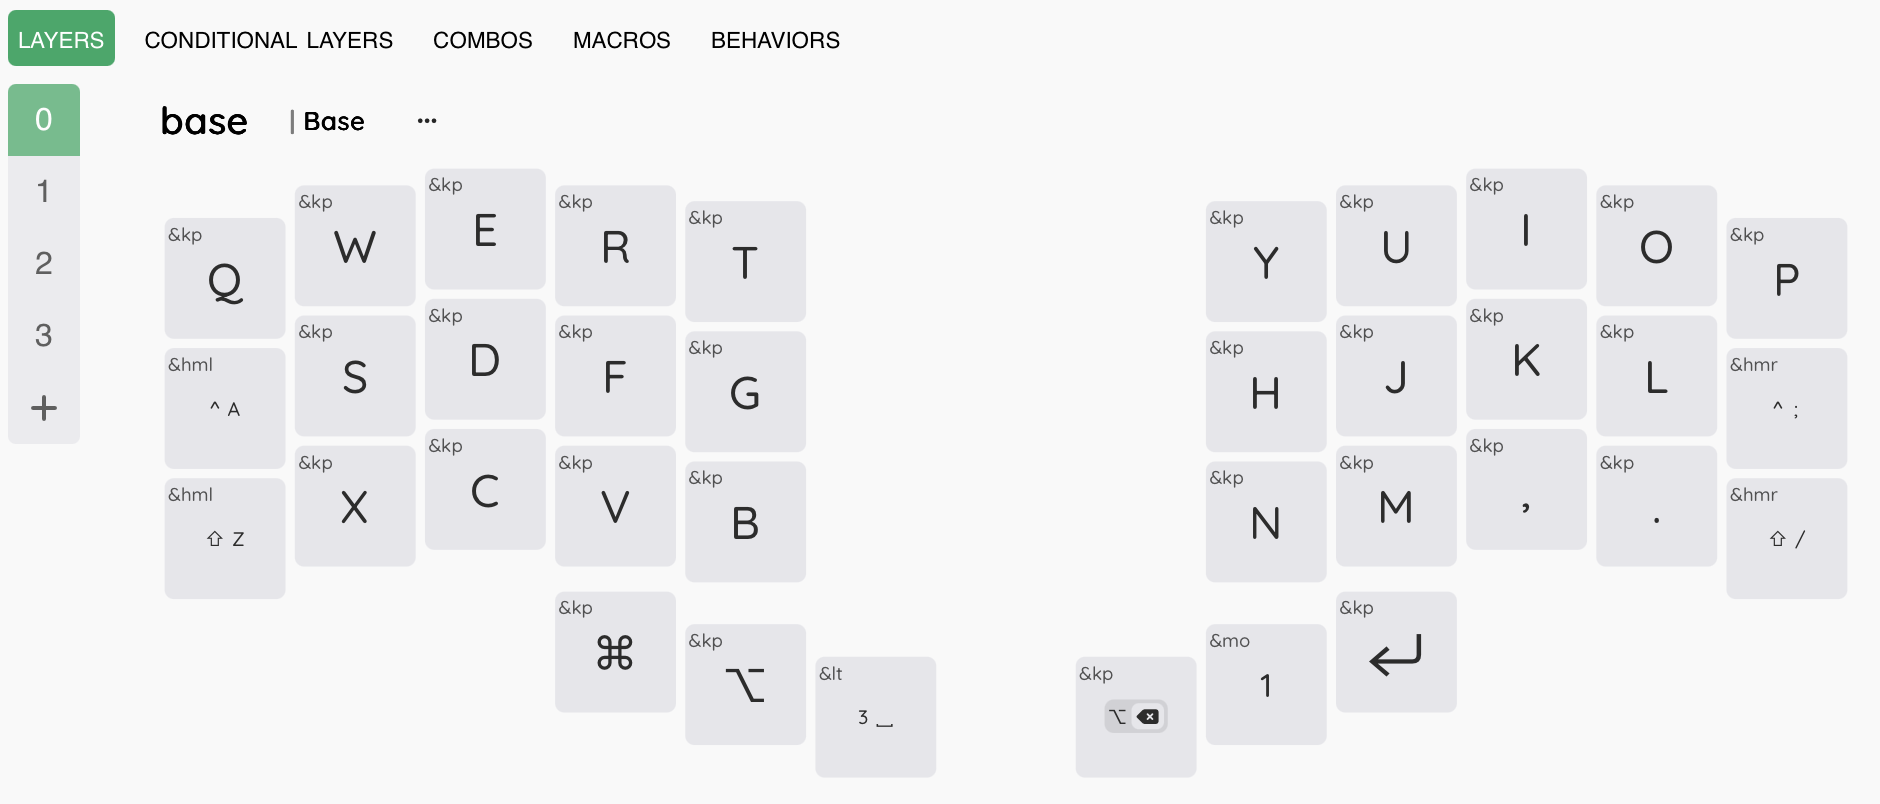 LAYERS CONDITIONAL LAYERS COMBOS MACROS BEHAVIORS
0
1
2
3
+
base | Base ...
&kp Q &kp W &kp E &kp R &kp T &kp Y &kp U &kp I &kp O &kp P
&hml ^ A &kp S &kp D &kp F &kp G &kp H &kp J &kp K &kp L &hmr ^ ;
&hml ⇧ Z &kp X &kp C &kp V &kp B &kp N &kp M &kp , &kp . &hmr ⇧ /
&kp ⌘ &kp ⌥ &lt 3 ⎵ &kp ⌥ ⌫ &mo 1 &kp ↵